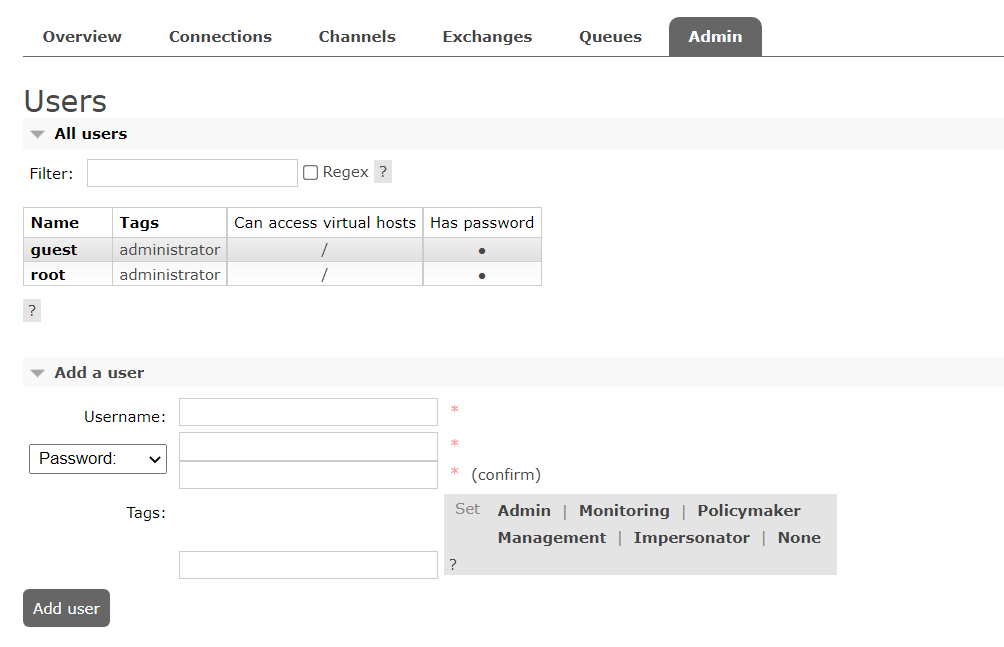 Overview Connections Channels Exchanges Queues Admin
Users
All users
Filter: Regex ?
Name Tags Can access virtual hosts Has password
guest administrator / ●
root administrator / ●
?
Add a user
Username: *
Password: *
* (confirm)
Tags: Set Admin | Monitoring | Policymaker
Management | Impersonator | None
?
Add user